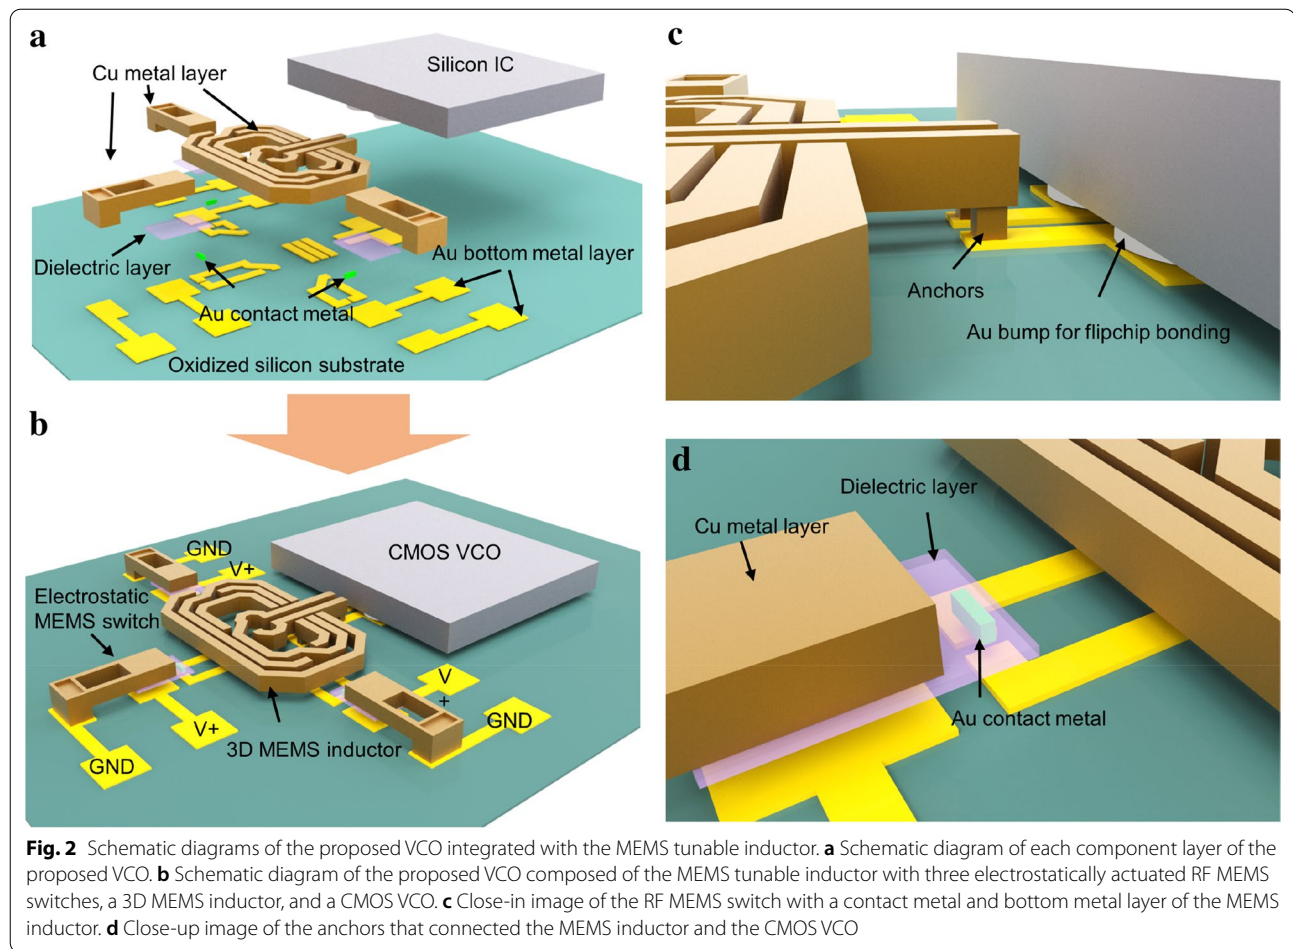 a
Silicon IC
Cu metal layer
Dielectric layer
Au bottom metal layer
Au contact metal
Oxidized silicon substrate
b
GND
V+
CMOS VCO
Electrostatic
MEMS switch
V
+
GND
V+
3D MEMS inductor
GND
c
Anchors
Au bump for flipchip bonding
d
Dielectric layer
Cu metal layer
Au contact metal
Fig. 2 Schematic diagrams of the proposed VCO integrated with the MEMS tunable inductor. a Schematic diagram of each component layer of the
proposed VCO. b Schematic diagram of the proposed VCO composed of the MEMS tunable inductor with three electrostatically actuated RF MEMS
switches, a 3D MEMS inductor, and a CMOS VCO. c Close-in image of the RF MEMS switch with a contact metal and bottom metal layer of the MEMS
inductor. d Close-up image of the anchors that connected the MEMS inductor and the CMOS VCO